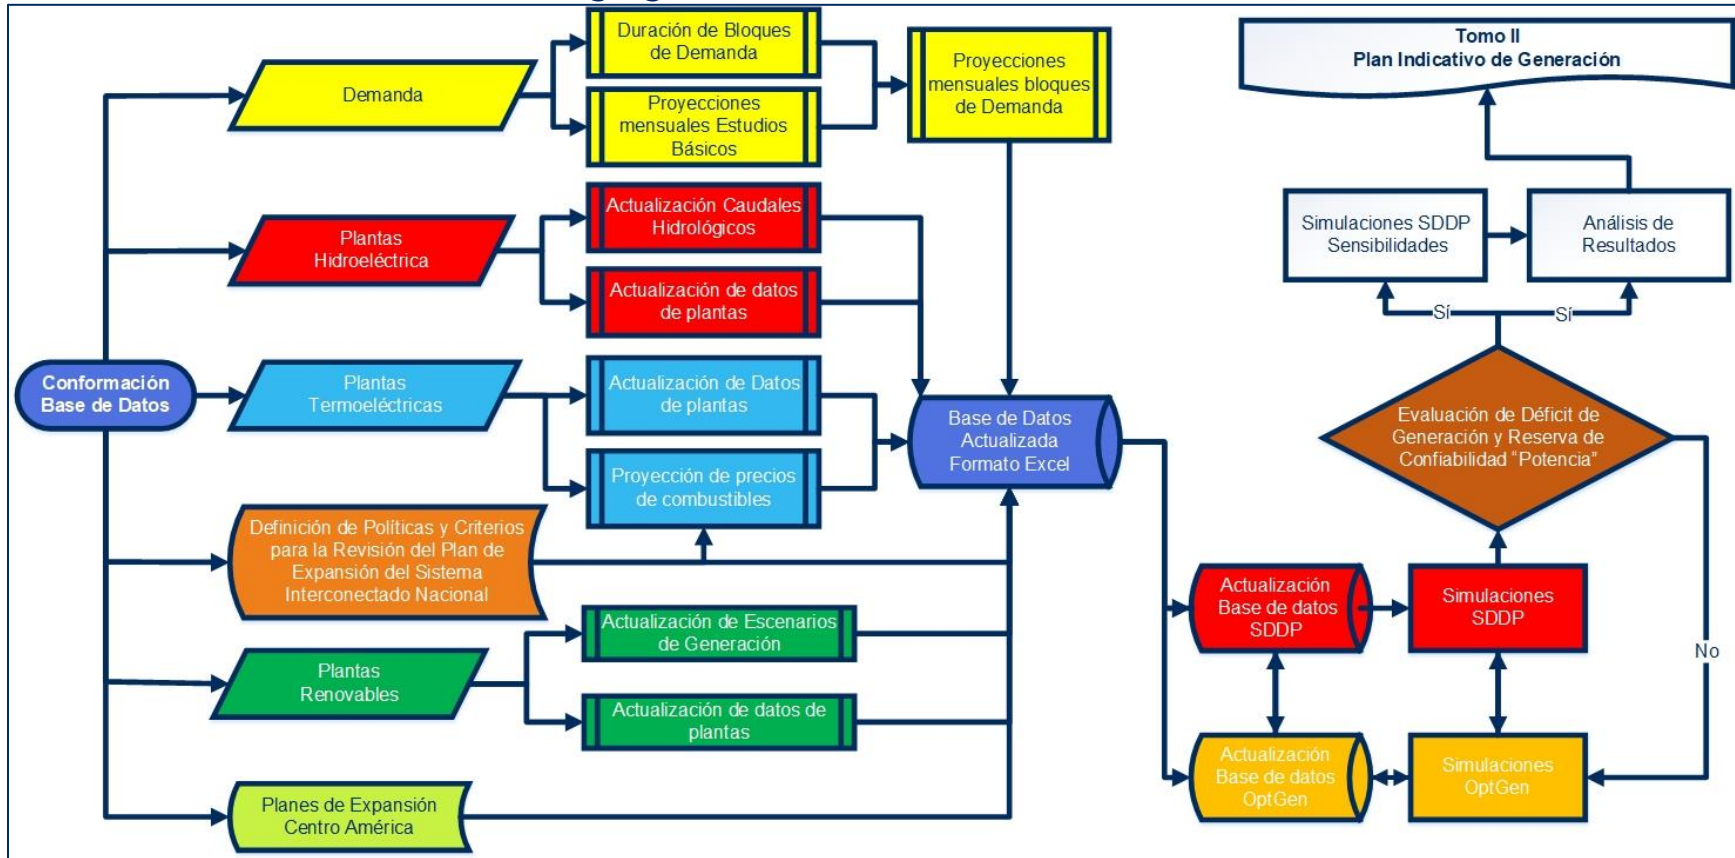 Conformación
Base de Datos
Demanda
Duración de Bloques
de Demanda
Proyecciones
mensuales Estudios
Básicos
Proyecciones
mensuales bloques
de Demanda
Plantas
Hidroeléctrica
Actualización Caudales
Hidrológicos
Actualización de datos
de plantas
Plantas
Termoeléctricas
Actualización de Datos
de plantas
Proyección de precios
de combustibles
Definición de Políticas y Criterios
para la Revisión del Plan de
Expansión del Sistema
Interconectado Nacional
Plantas
Renovables
Actualización de Escenarios
de Generación
Actualización de datos de
plantas
Planes de Expansión
Centro América
Base de Datos
Actualizada
Formato Excel
Actualización
Base de datos
SDDP
Simulaciones
SDDP
Actualización
Base de datos
OptGen
Simulaciones
OptGen
Evaluación de Déficit de
Generación y Reserva de
Confiabilidad “Potencia”
No
Sí
Sí
Simulaciones SDDP
Sensibilidades
Análisis de
Resultados
Tomo II
Plan Indicativo de Generación